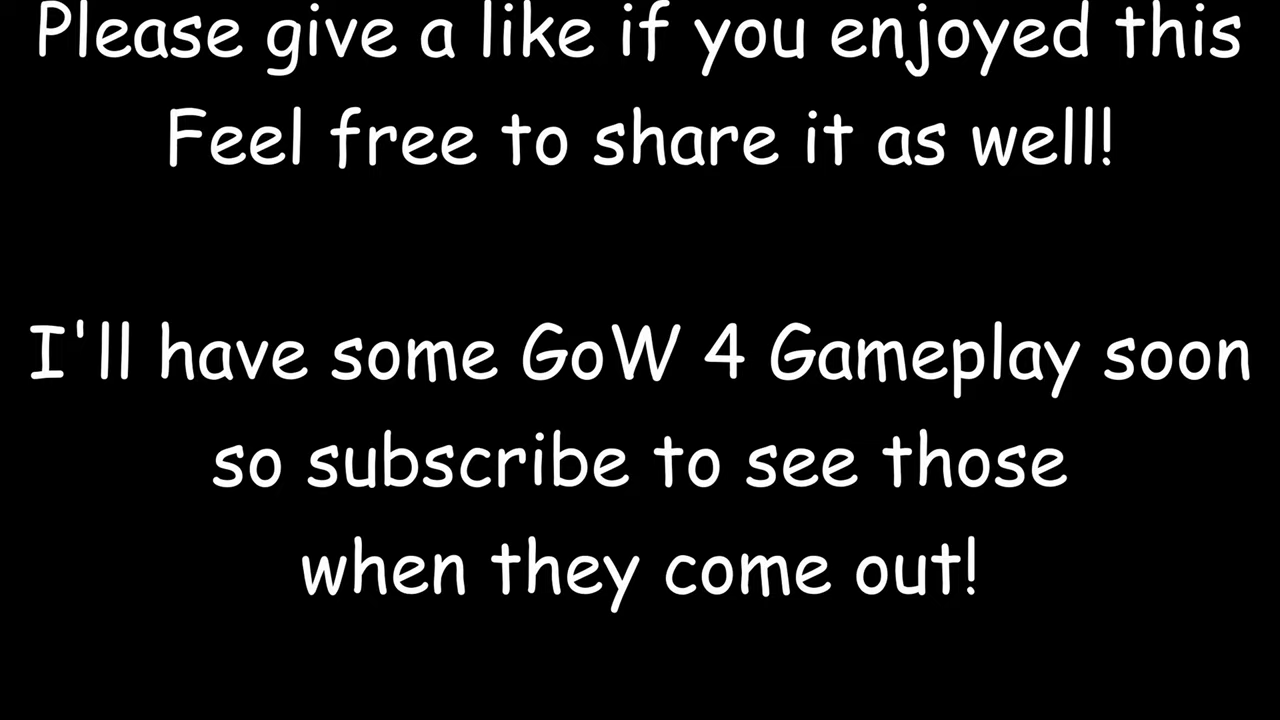 Please give a like if you enjoyed this
Feel free to share it as well!
I'll have some GoW 4 Gameplay soon
so subscribe to see those
when they come out!